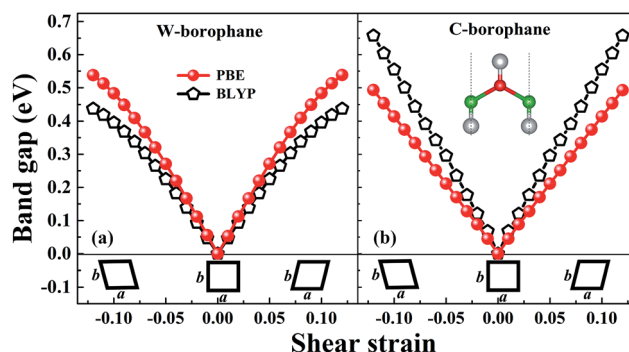 W-borophane
C-borophane
PBE
BLYP
Band gap (eV)
0.7
0.6
0.5
0.4
0.3
0.2
0.1
0.0
-0.1
(a)
(b)
b
a
b
a
b
a
b
a
b
a
b
a
-0.10 -0.05 0.00 0.05 0.10
-0.10 -0.05 0.00 0.05 0.10
Shear strain